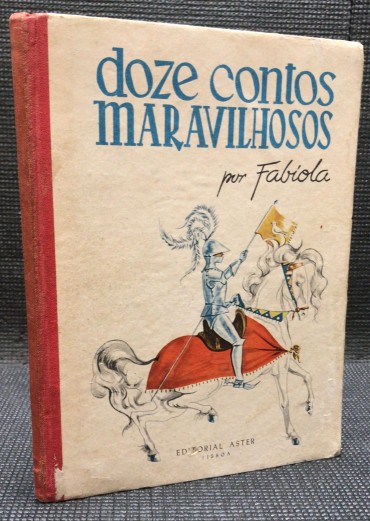 doze contos
MARAVILHOSOS
por Fabíola
EDITORIAL ASTER
LISBOA